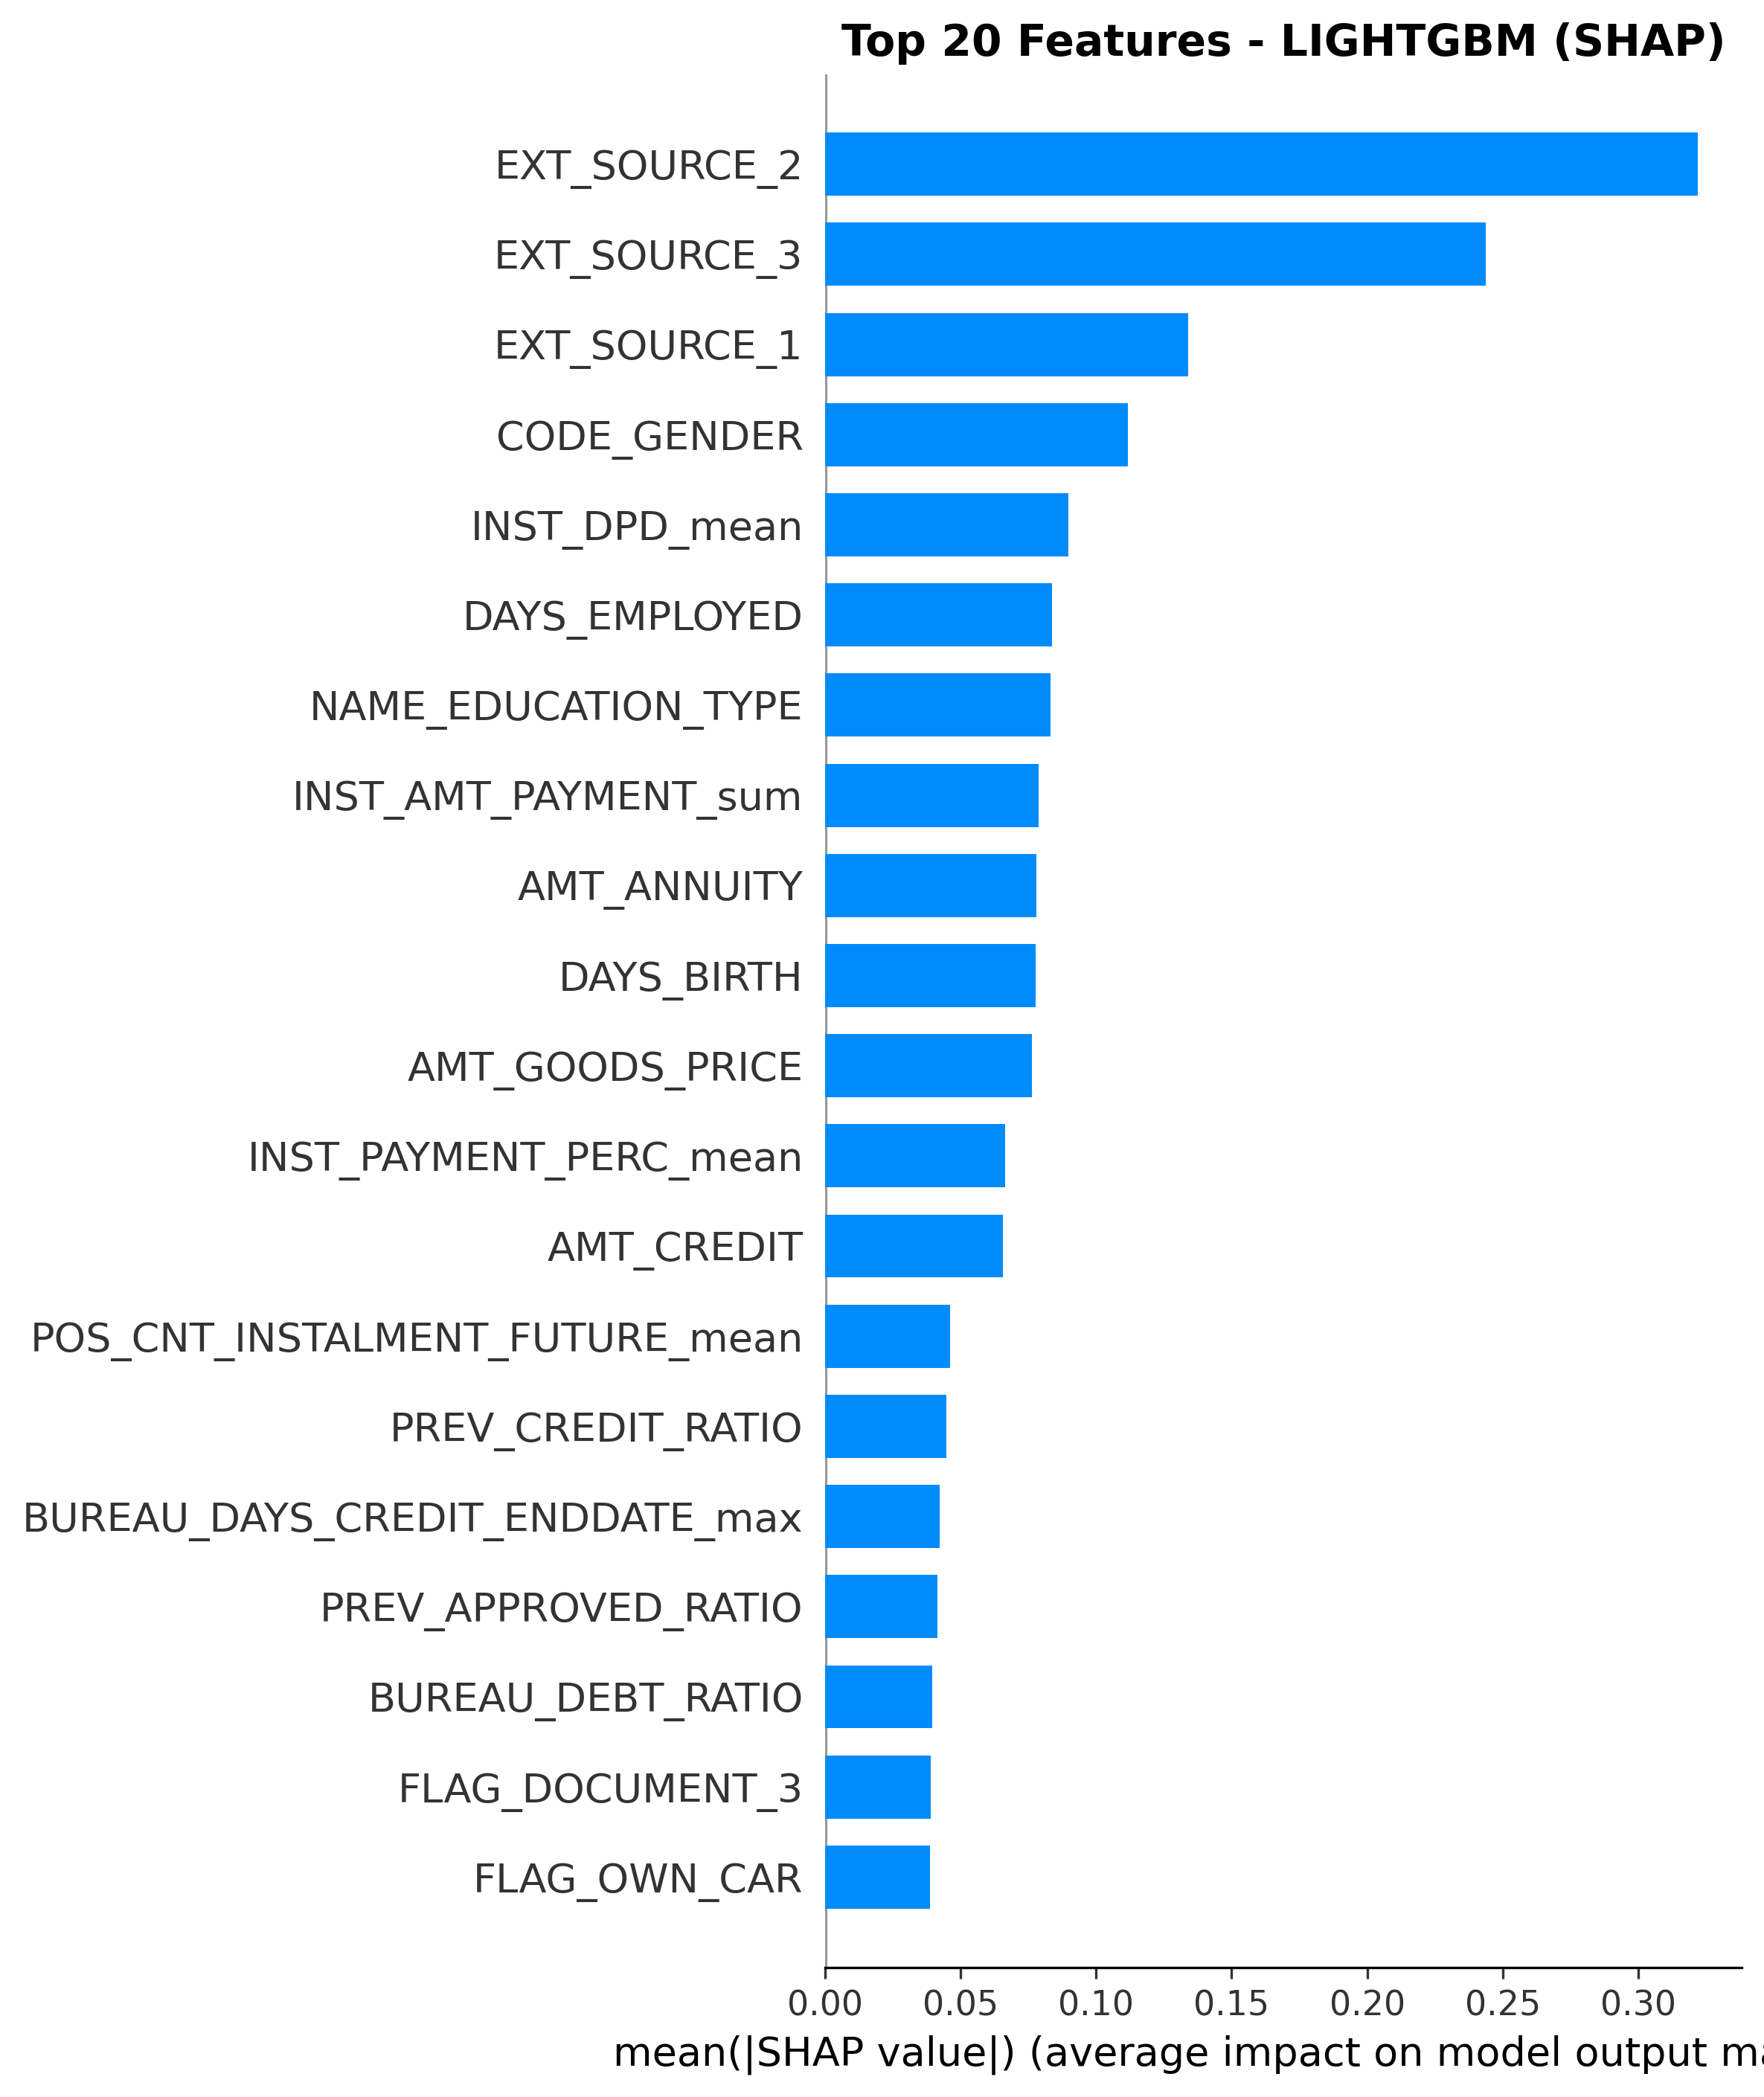 Top 20 Features - LIGHTGBM (SHAP)
EXT_SOURCE_2
EXT_SOURCE_3
EXT_SOURCE_1
CODE_GENDER
INST_DPD_mean
DAYS_EMPLOYED
NAME_EDUCATION_TYPE
INST_AMT_PAYMENT_sum
AMT_ANNUITY
DAYS_BIRTH
AMT_GOODS_PRICE
INST_PAYMENT_PERC_mean
AMT_CREDIT
POS_CNT_INSTALMENT_FUTURE_mean
PREV_CREDIT_RATIO
BUREAU_DAYS_CREDIT_ENDDATE_max
PREV_APPROVED_RATIO
BUREAU_DEBT_RATIO
FLAG_DOCUMENT_3
FLAG_OWN_CAR
0.00 0.05 0.10 0.15 0.20 0.25 0.30
mean(|SHAP value|) (average impact on model output